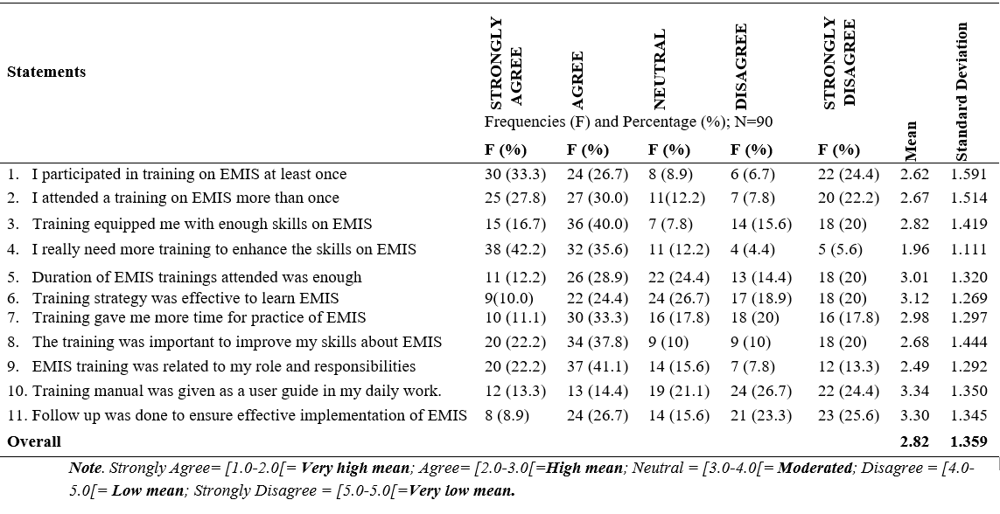 Statements STRONGLY AGREE AGREE NEUTRAL DISAGREE STRONGLY DISAGREE Mean Standard Deviation
Frequencies (F) and Percentage (%); N=90
F (%) F (%) F (%) F (%) F (%)
1. I participated in training on EMIS at least once 30 (33.3) 24 (26.7) 8 (8.9) 6 (6.7) 22 (24.4) 2.62 1.591
2. I attended a training on EMIS more than once 25 (27.8) 27 (30.0) 11(12.2) 7 (7.8) 20 (22.2) 2.67 1.514
3. Training equipped me with enough skills on EMIS 15 (16.7) 36 (40.0) 7 (7.8) 14 (15.6) 18 (20) 2.82 1.419
4. I really need more training to enhance the skills on EMIS 38 (42.2) 32 (35.6) 11 (12.2) 4 (4.4) 5 (5.6) 1.96 1.111
5. Duration of EMIS trainings attended was enough 11 (12.2) 26 (28.9) 22 (24.4) 13 (14.4) 18 (20) 3.01 1.320
6. Training strategy was effective to learn EMIS 9(10.0) 22 (24.4) 24 (26.7) 17 (18.9) 18 (20) 3.12 1.269
7. Training gave me more time for practice of EMIS 10 (11.1) 30 (33.3) 16 (17.8) 18 (20) 16 (17.8) 2.98 1.297
8. The training was important to improve my skills about EMIS 20 (22.2) 34 (37.8) 9 (10) 9 (10) 18 (20) 2.68 1.444
9. EMIS training was related to my role and responsibilities 20 (22.2) 37 (41.1) 14 (15.6) 7 (7.8) 12 (13.3) 2.49 1.292
10. Training manual was given as a user guide in my daily work. 12 (13.3) 13 (14.4) 19 (21.1) 24 (26.7) 22 (24.4) 3.34 1.350
11. Follow up was done to ensure effective implementation of EMIS 8 (8.9) 24 (26.7) 14 (15.6) 21 (23.3) 23 (25.6) 3.30 1.345
Overall 2.82 1.359
Note. Strongly Agree= [1.0-2.0[= Very high mean; Agree= [2.0-3.0[=High mean; Neutral = [3.0-4.0[= Moderated; Disagree = [4.0-
5.0[= Low mean; Strongly Disagree = [5.0-5.0[=Very low mean.